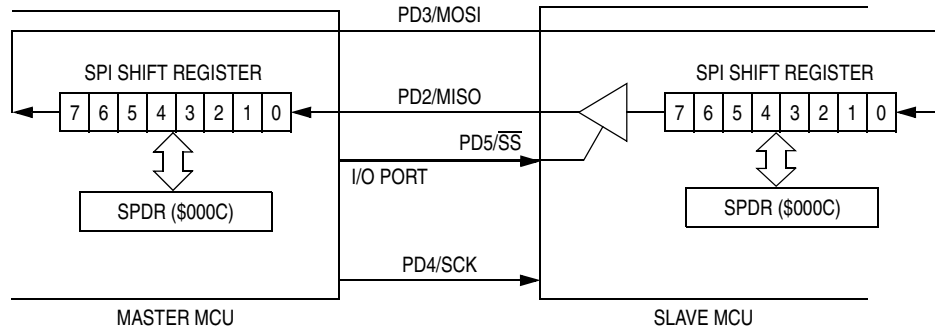 PD3/MOSI
SPI SHIFT REGISTER
SPI SHIFT REGISTER
7 6 5 4 3 2 1 0
PD2/MISO
7 6 5 4 3 2 1 0
PD5/SS
I/O PORT
SPDR ($000C)
SPDR ($000C)
PD4/SCK
MASTER MCU
SLAVE MCU